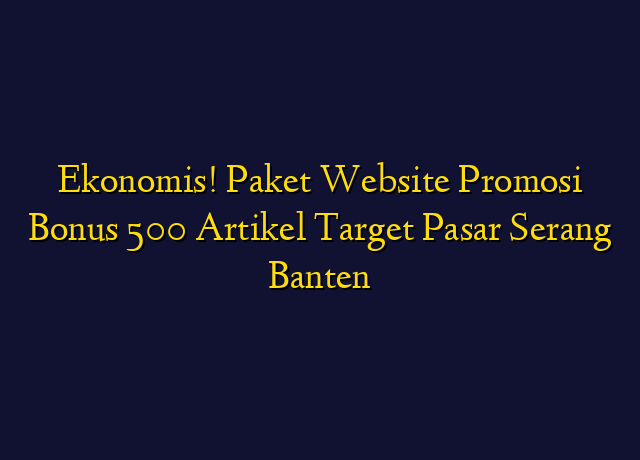 Ekonomis! Paket Website Promosi
Bonus 500 Artikel Target Pasar Serang
Banten